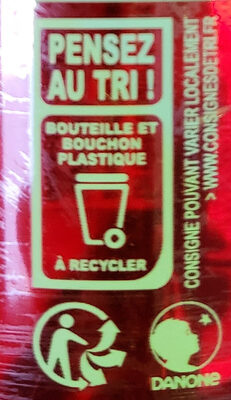 PENSEZ
AU TRI !
BOUTEILLE ET
BOUCHON
PLASTIQUE
À RECYCLER
CONSIGNE POUVANT VARIER LOCALEMENT
> WWW.CONSIGNESDETRI.FR
DANONE